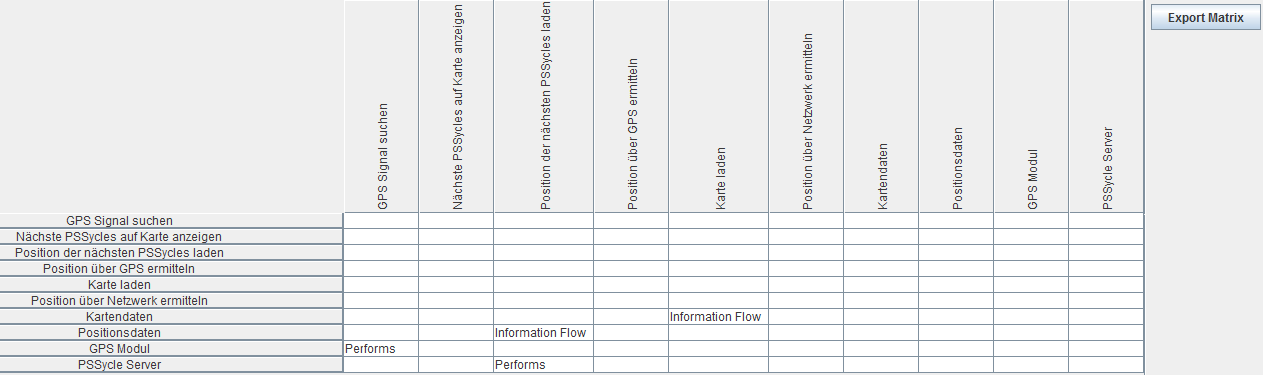 Export Matrix
GPS Signal suchen
Nächste PSSycles auf Karte anzeigen
Position der nächsten PSSycles laden
Position über GPS ermitteln
Karte laden
Position über Netzwerk ermitteln
Kartendaten
Positionsdaten
GPS Modul
PSSycle Server
GPS Signal suchen
Nächste PSSycles auf Karte anzeigen
Position der nächsten PSSycles laden
Position über GPS ermitteln
Karte laden
Position über Netzwerk ermitteln
Kartendaten Information Flow
Positionsdaten Information Flow
GPS Modul Performs
PSSycle Server Performs